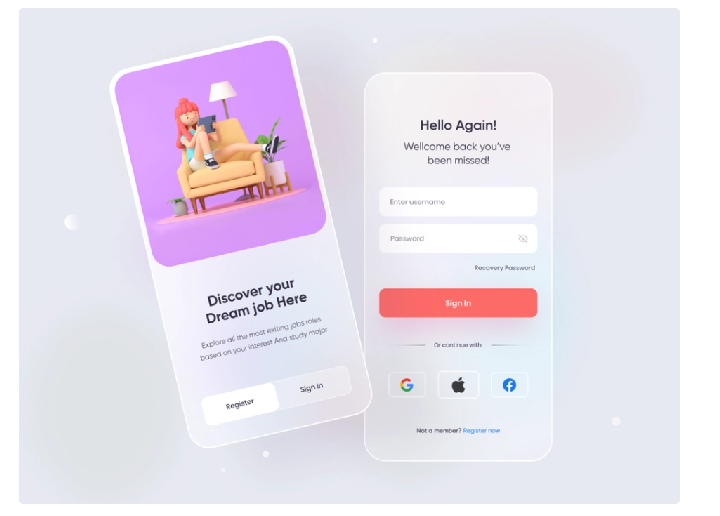 Discover your
Dream job Here
Explore all the most exiting jobs roles
based on your interest And study major
Register
Sign In
Hello Again!
Wellcome back you've
been missed!
Enter username
Password
Recovery Password
Sign In
Or continue with
Not a member? Register now